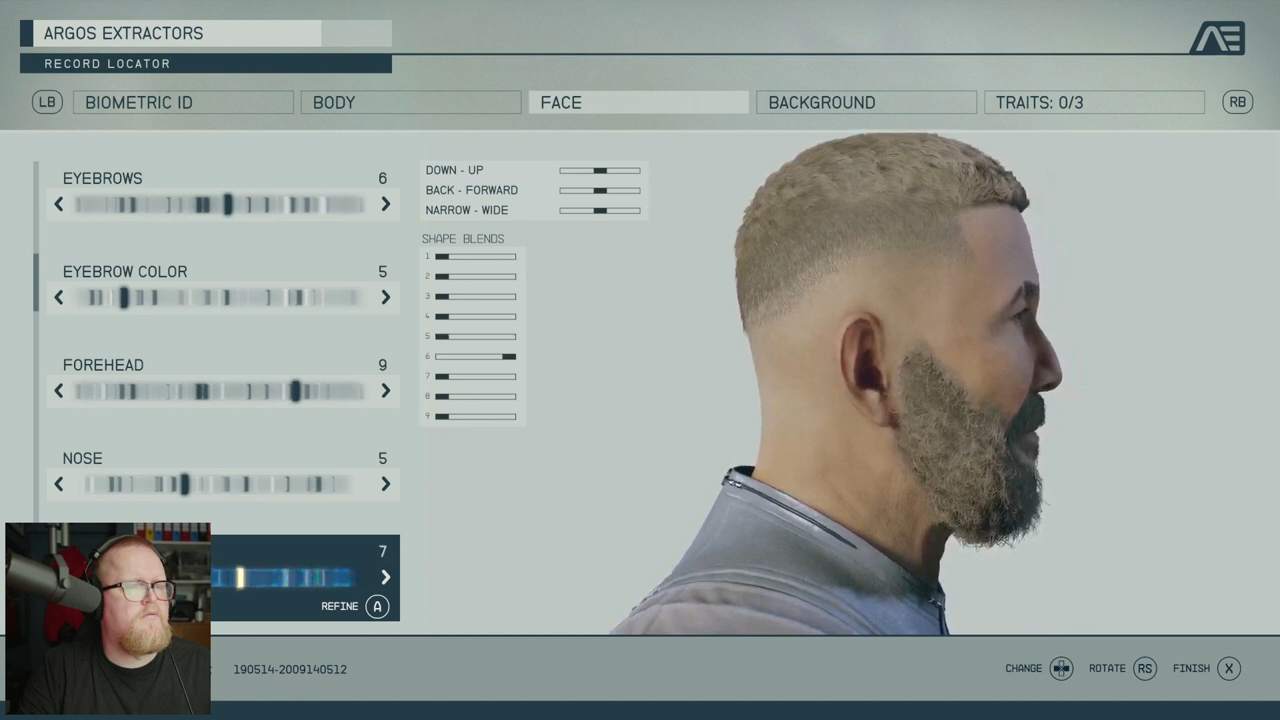 ARGOS EXTRACTORS
RECORD LOCATOR
AE
LB BIOMETRIC ID BODY FACE BACKGROUND TRAITS: 0/3 RB
EYEBROWS 6
EYEBROW COLOR 5
FOREHEAD 9
NOSE 5
7
REFINE A
DOWN - UP
BACK - FORWARD
NARROW - WIDE
SHAPE BLENDS
1
2
3
4
5
6
7
8
9
190514-2009140512
CHANGE ROTATE RS FINISH X